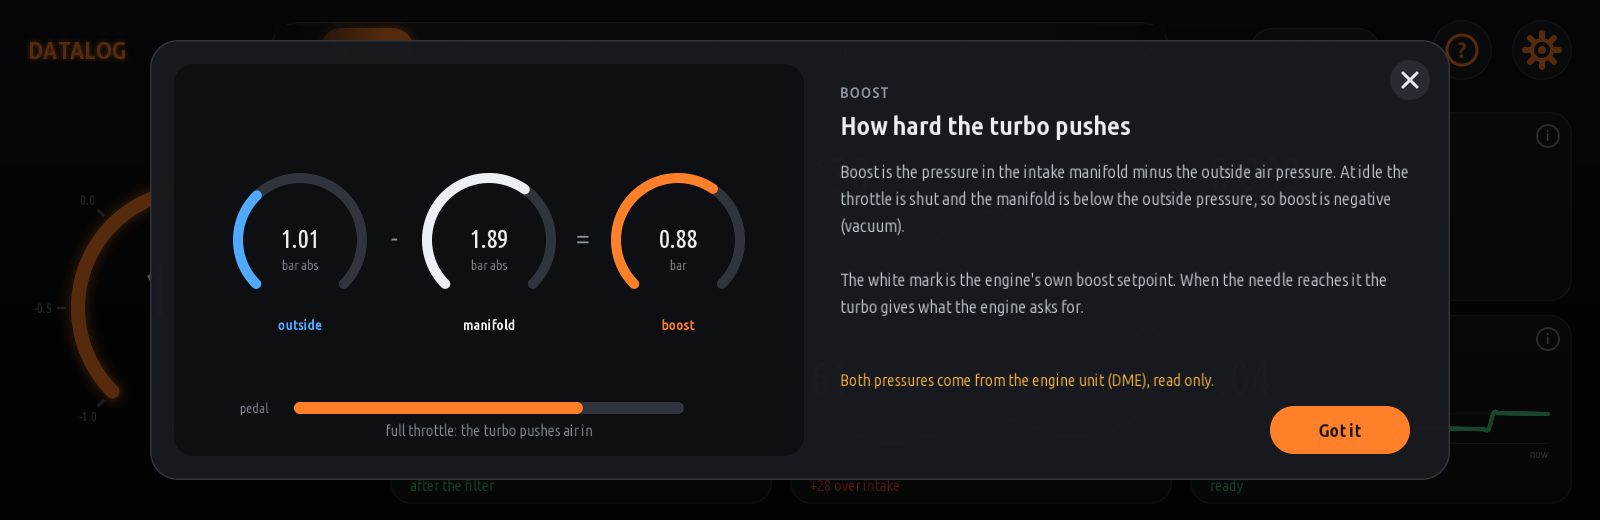 DATALOG
?
BOOST
How hard the turbo pushes
Boost is the pressure in the intake manifold minus the outside air pressure. At idle the
throttle is shut and the manifold is below the outside pressure, so boost is negative
(vacuum).
The white mark is the engine's own boost setpoint. When the needle reaches it the
turbo gives what the engine asks for.
Both pressures come from the engine unit (DME), read only.
Got it
1.01
bar abs
outside
-
1.89
bar abs
manifold
=
0.88
bar
boost
pedal
full throttle: the turbo pushes air in
0.0
-0.5
-1.0
i
i
104
now
after the filter
+28 over intake
ready